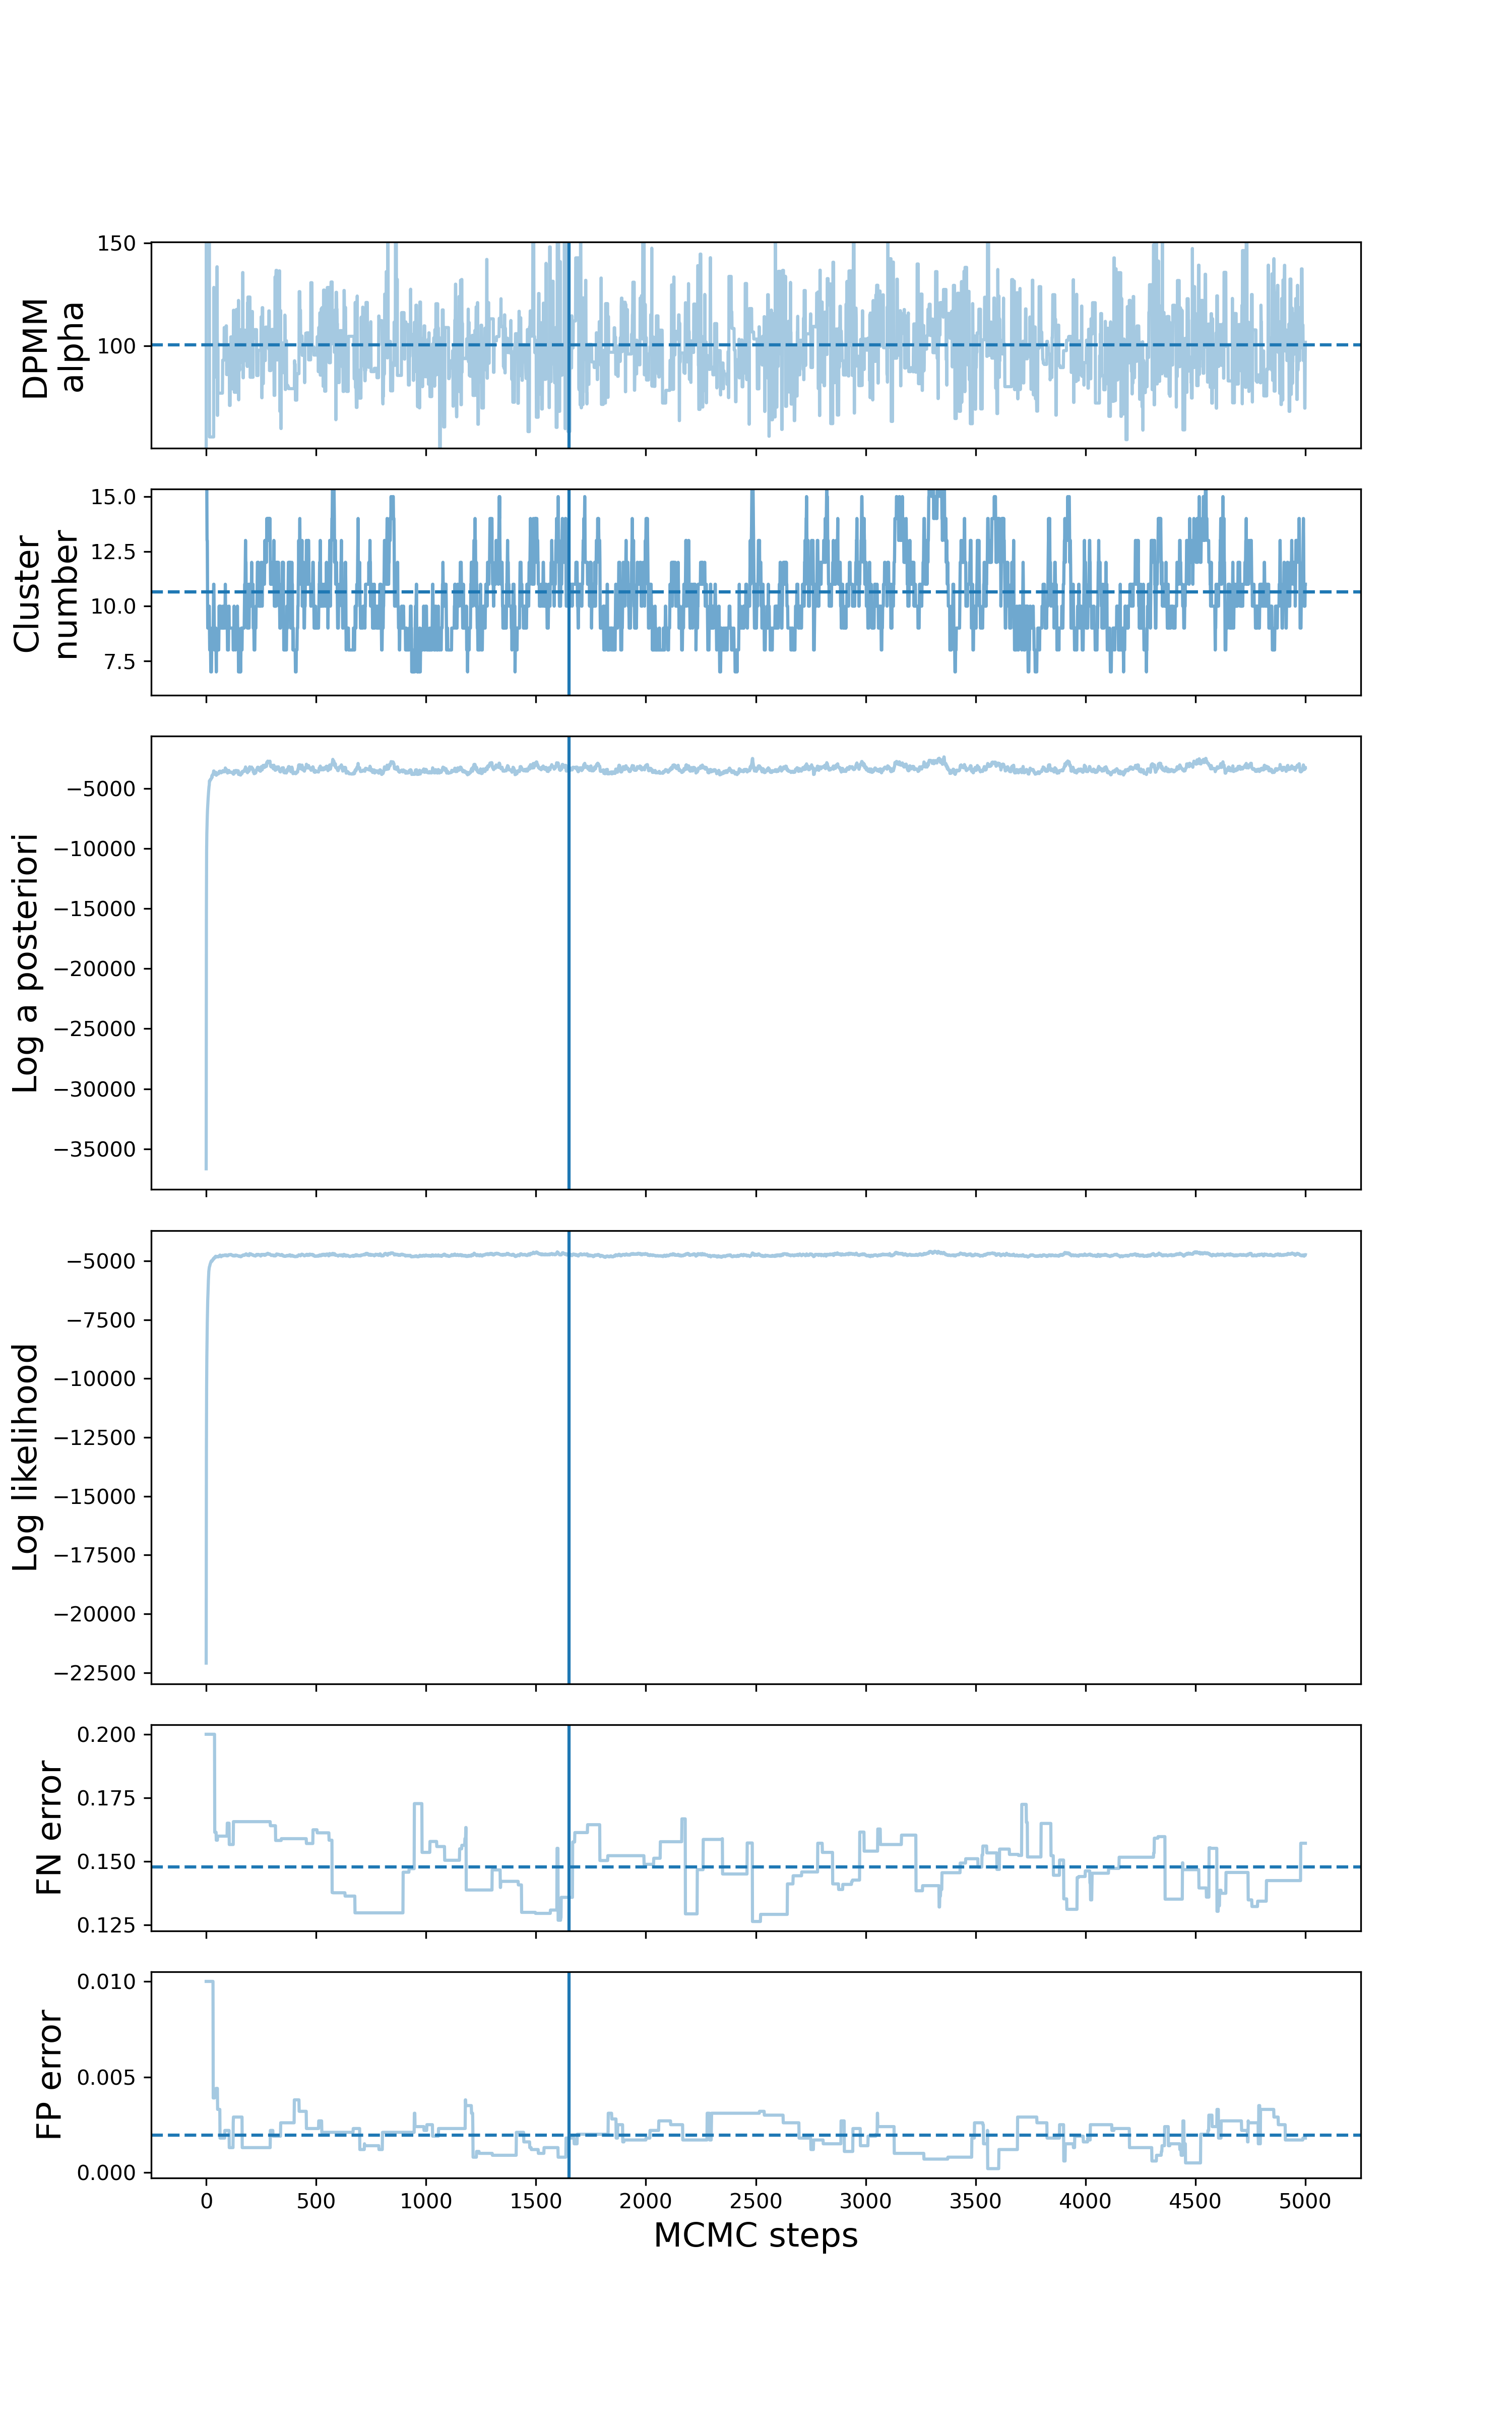 DPMM
alpha
150
100
Cluster
number
15.0
12.5
10.0
7.5
Log a posteriori
−5000
−10000
−15000
−20000
−25000
−30000
−35000
Log likelihood
−5000
−7500
−10000
−12500
−15000
−17500
−20000
−22500
FN error
0.200
0.175
0.150
0.125
FP error
0.010
0.005
0.000
0 500 1000 1500 2000 2500 3000 3500 4000 4500 5000
MCMC steps